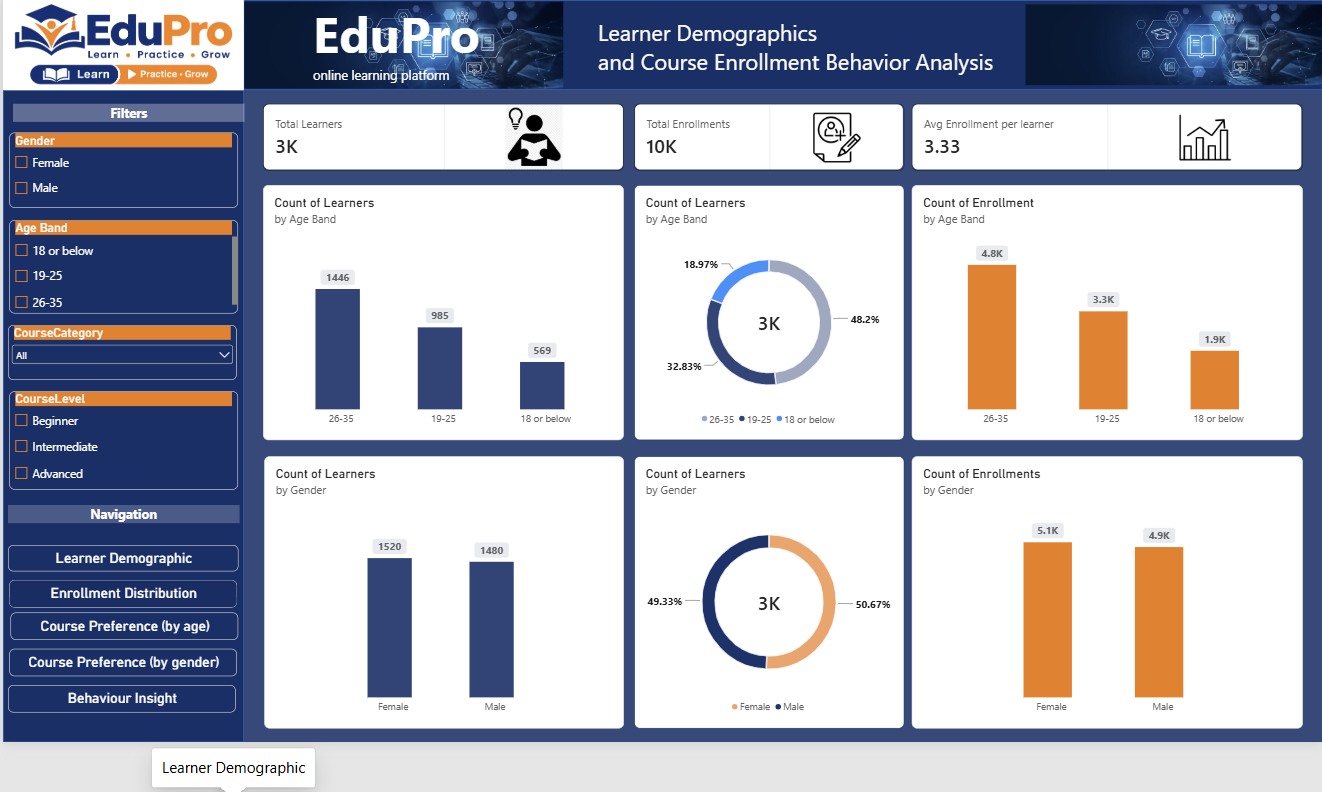 EduPro
Learn • Practice • Grow
Learn
Practice • Grow
EduPro
online learning platform
Learner Demographics
and Course Enrollment Behavior Analysis
Filters
Gender
Female
Male
Age Band
18 or below
19-25
26-35
CourseCategory
All
CourseLevel
Beginner
Intermediate
Advanced
Navigation
Learner Demographic
Enrollment Distribution
Course Preference (by age)
Course Preference (by gender)
Behaviour Insight
Total Learners
3K
Total Enrollments
10K
Avg Enrollment per learner
3.33
Count of Learners
by Age Band
1446
985
569
26-35
19-25
18 or below
Count of Learners
by Age Band
18.97%
48.2%
3K
32.83%
26-35 19-25 18 or below
Count of Enrollment
by Age Band
4.8K
3.3K
1.9K
26-35
19-25
18 or below
Count of Learners
by Gender
1520
1480
Female
Male
Count of Learners
by Gender
49.33%
3K
50.67%
Female Male
Count of Enrollments
by Gender
5.1K
4.9K
Female
Male
Learner Demographic